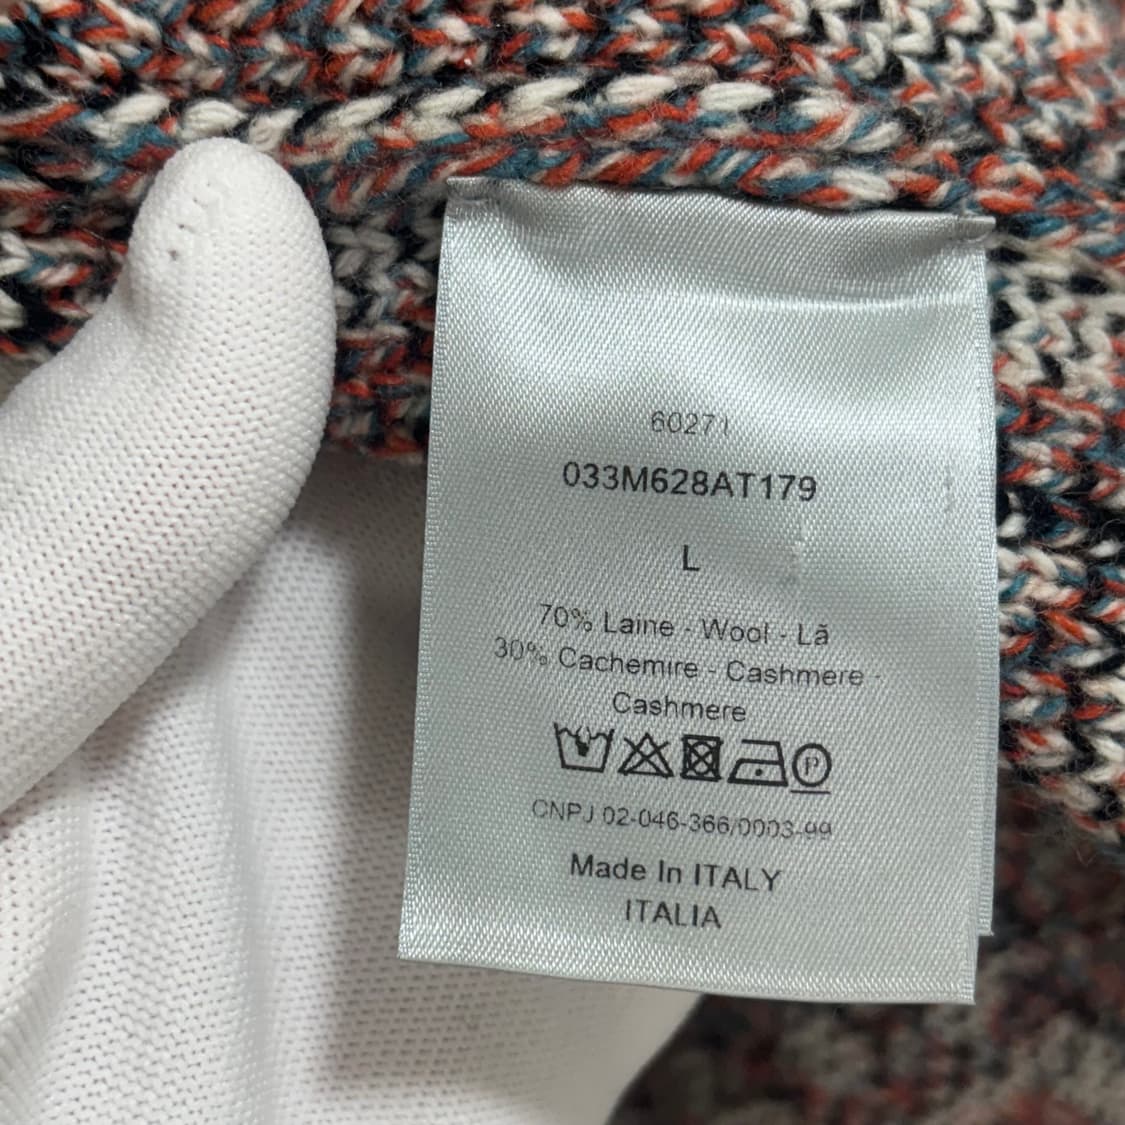 60271
033M628AT179
L
70% Laine - Wool - Lã
30% Cachemire - Cashmere -
Cashmere
P
CNPJ 02-046-366/0003-99
Made In ITALY
ITALIA